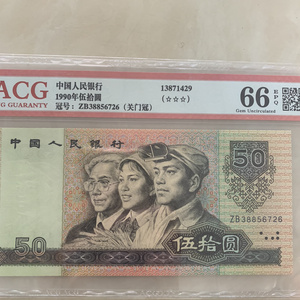 ACG
NG GUARANTY
中国人民银行
1990年伍拾圆
冠号：ZB38856726（关门冠）
13871429
（☆☆☆）
66 EPQ
Gem Uncirculated
中国人民银行
50
ZB38856726
50
伍拾圆